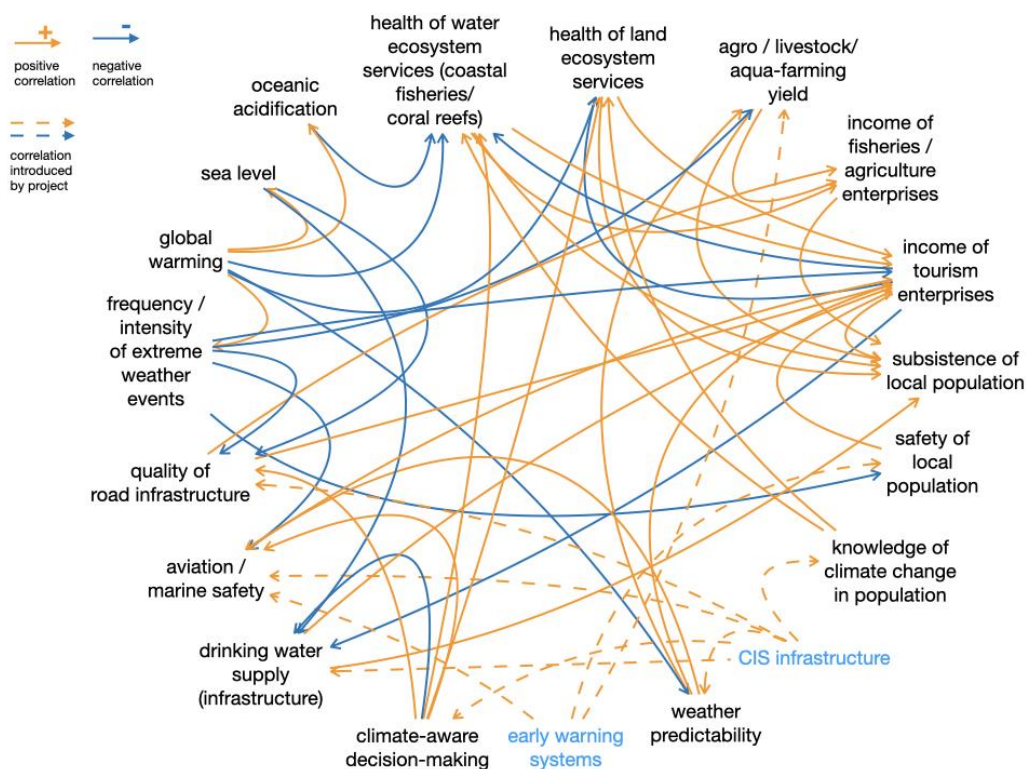 +
-
positive
correlation
negative
correlation
correlation
introduced
by project
oceanic
acidification
health of water
ecosystem
services (coastal
fisheries/
coral reefs)
health of land
ecosystem
services
agro / livestock/
aqua-farming
yield
income of
fisheries /
agriculture
enterprises
sea level
global
warming
income of
tourism
enterprises
frequency /
intensity
of extreme
weather
events
subsistence of
local population
safety of
local
population
quality of
road infrastructure
aviation /
marine safety
knowledge of
climate change
in population
drinking water
supply
(infrastructure)
CIS infrastructure
climate-aware
decision-making
early warning
systems
weather
predictability